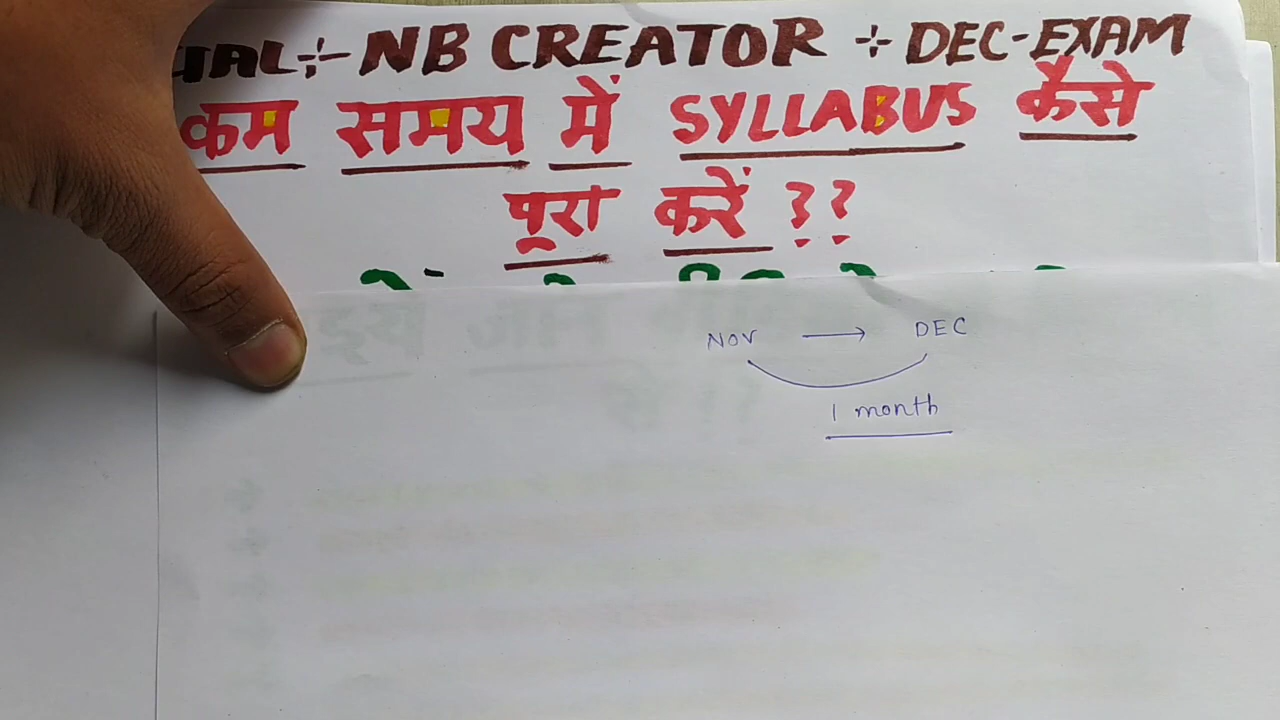 NB CREATOR ÷ DEC-EXAM
कम समय में SYLLABUS कैसे
पूरा करें ??
NOV → DEC
1 month